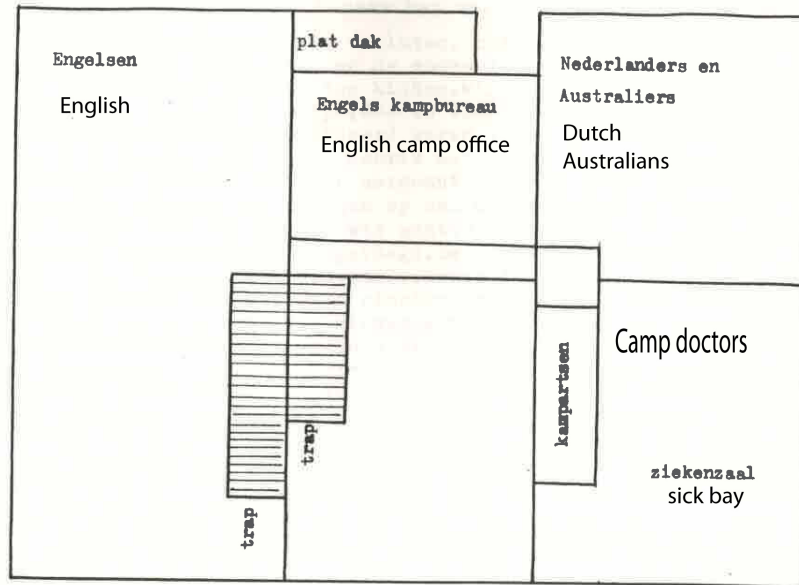 plat dak
Engelsen
English
Engels kampbureau
English camp office
Nederlanders en
Australiers
Dutch
Australians
kampartsen
Camp doctors
trap
trap
ziekenzaal
sick bay